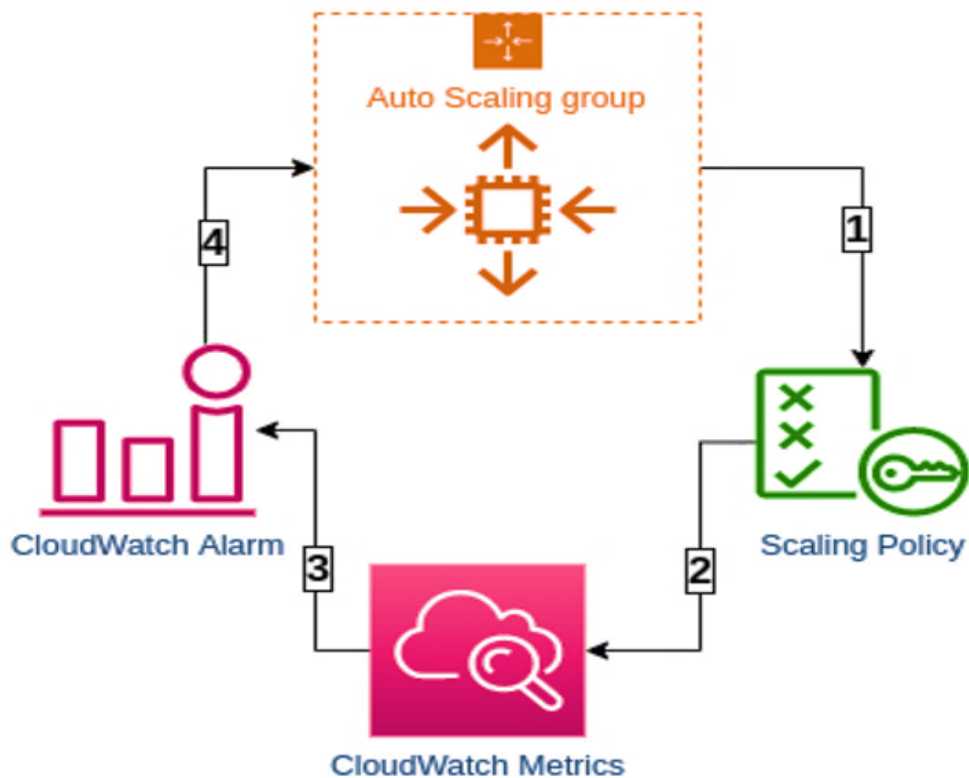 Auto Scaling group
4
1
CloudWatch Alarm
Scaling Policy
3
2
CloudWatch Metrics